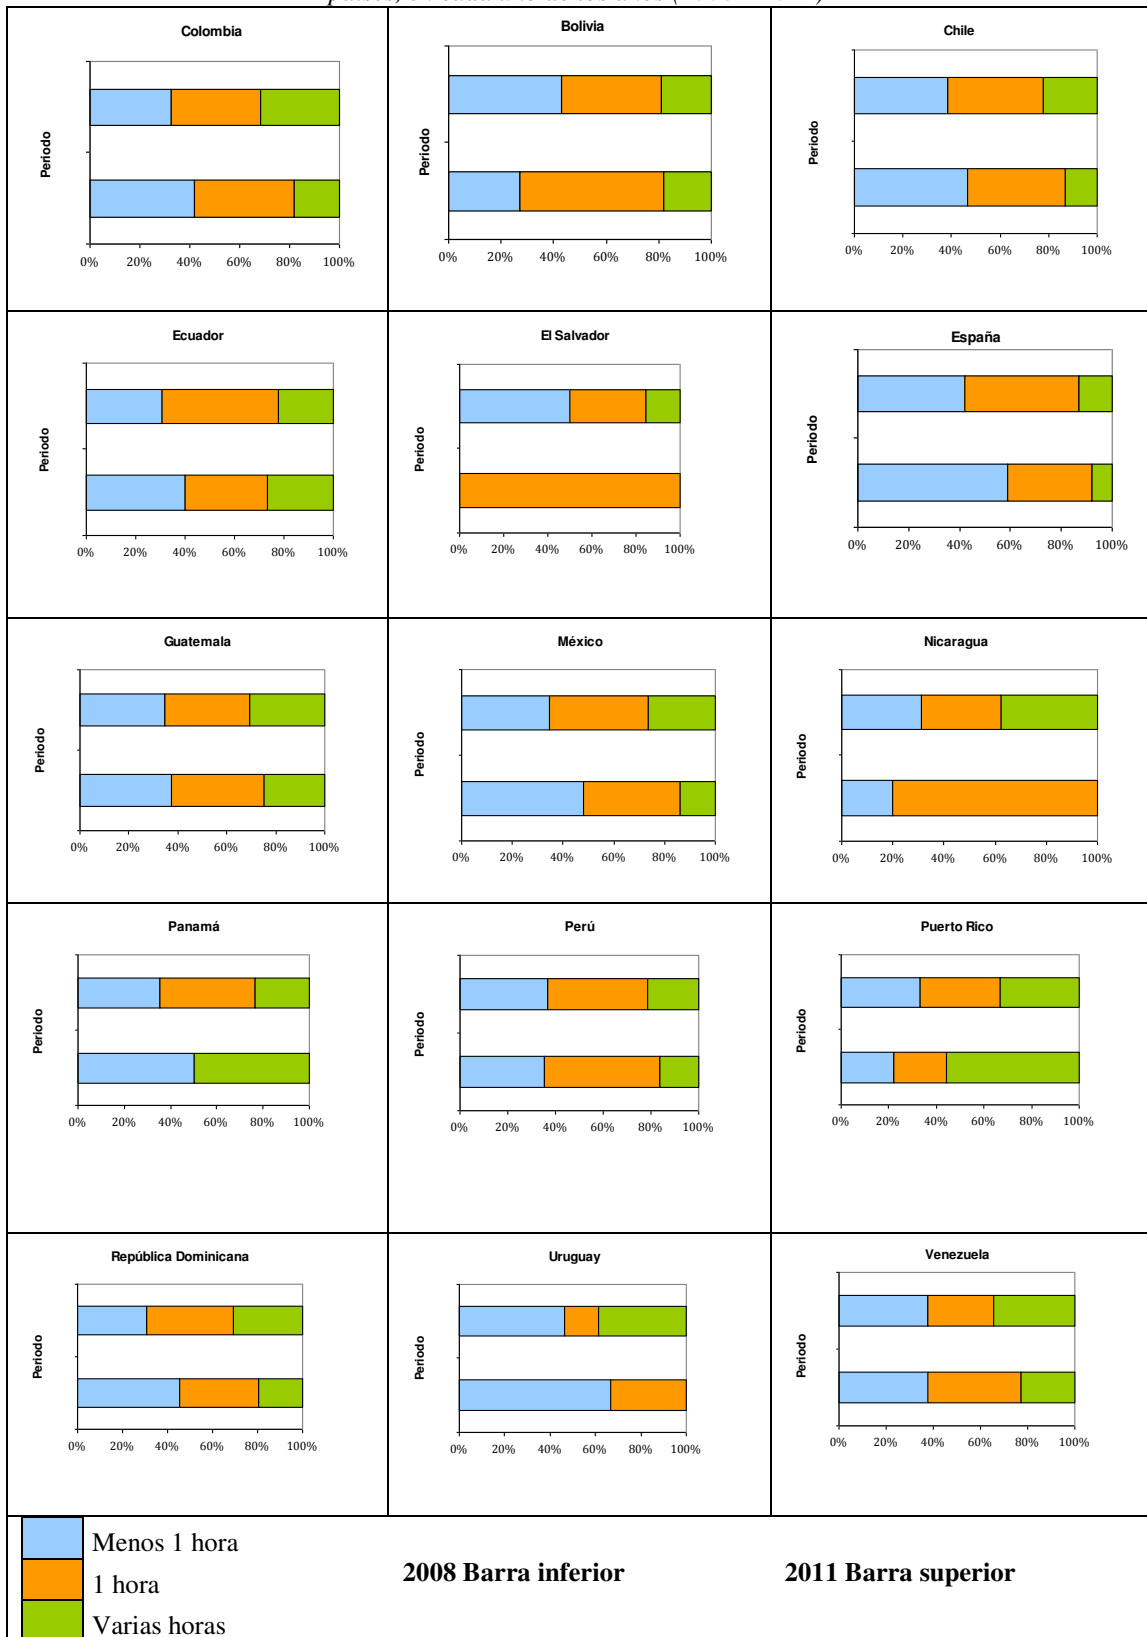 Colombia
Periodo
0% 20% 40% 60% 80% 100%
Bolivia
Periodo
0% 20% 40% 60% 80% 100%
Chile
Periodo
0% 20% 40% 60% 80% 100%
Ecuador
Periodo
0% 20% 40% 60% 80% 100%
El Salvador
Periodo
0% 20% 40% 60% 80% 100%
España
Periodo
0% 20% 40% 60% 80% 100%
Guatemala
Periodo
0% 20% 40% 60% 80% 100%
México
Periodo
0% 20% 40% 60% 80% 100%
Nicaragua
Periodo
0% 20% 40% 60% 80% 100%
Panamá
Periodo
0% 20% 40% 60% 80% 100%
Perú
Periodo
0% 20% 40% 60% 80% 100%
Puerto Rico
Periodo
0% 20% 40% 60% 80% 100%
República Dominicana
Periodo
0% 20% 40% 60% 80% 100%
Uruguay
Periodo
0% 20% 40% 60% 80% 100%
Venezuela
Periodo
0% 20% 40% 60% 80% 100%
Menos 1 hora
1 hora
Varias horas
2008 Barra inferior
2011 Barra superior